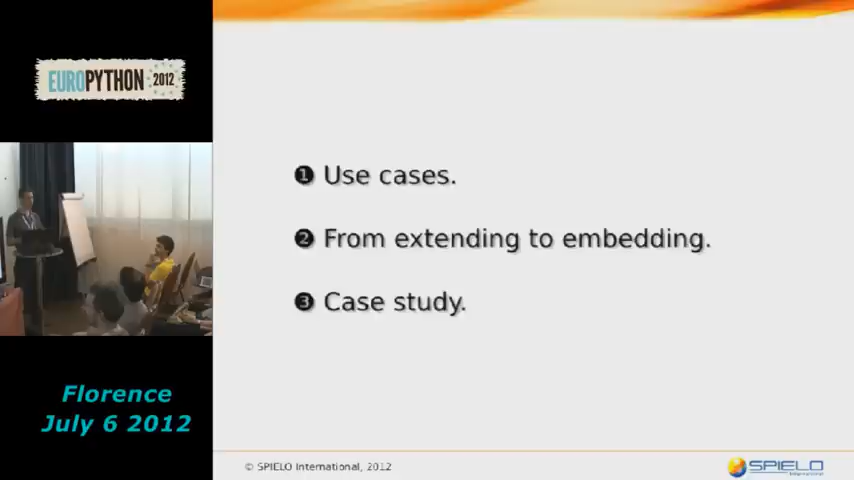 EUROPYTHON 2012
❶ Use cases.
❷ From extending to embedding.
❸ Case study.
Florence
July 6 2012
© SPIELO International, 2012
SPIELO
International